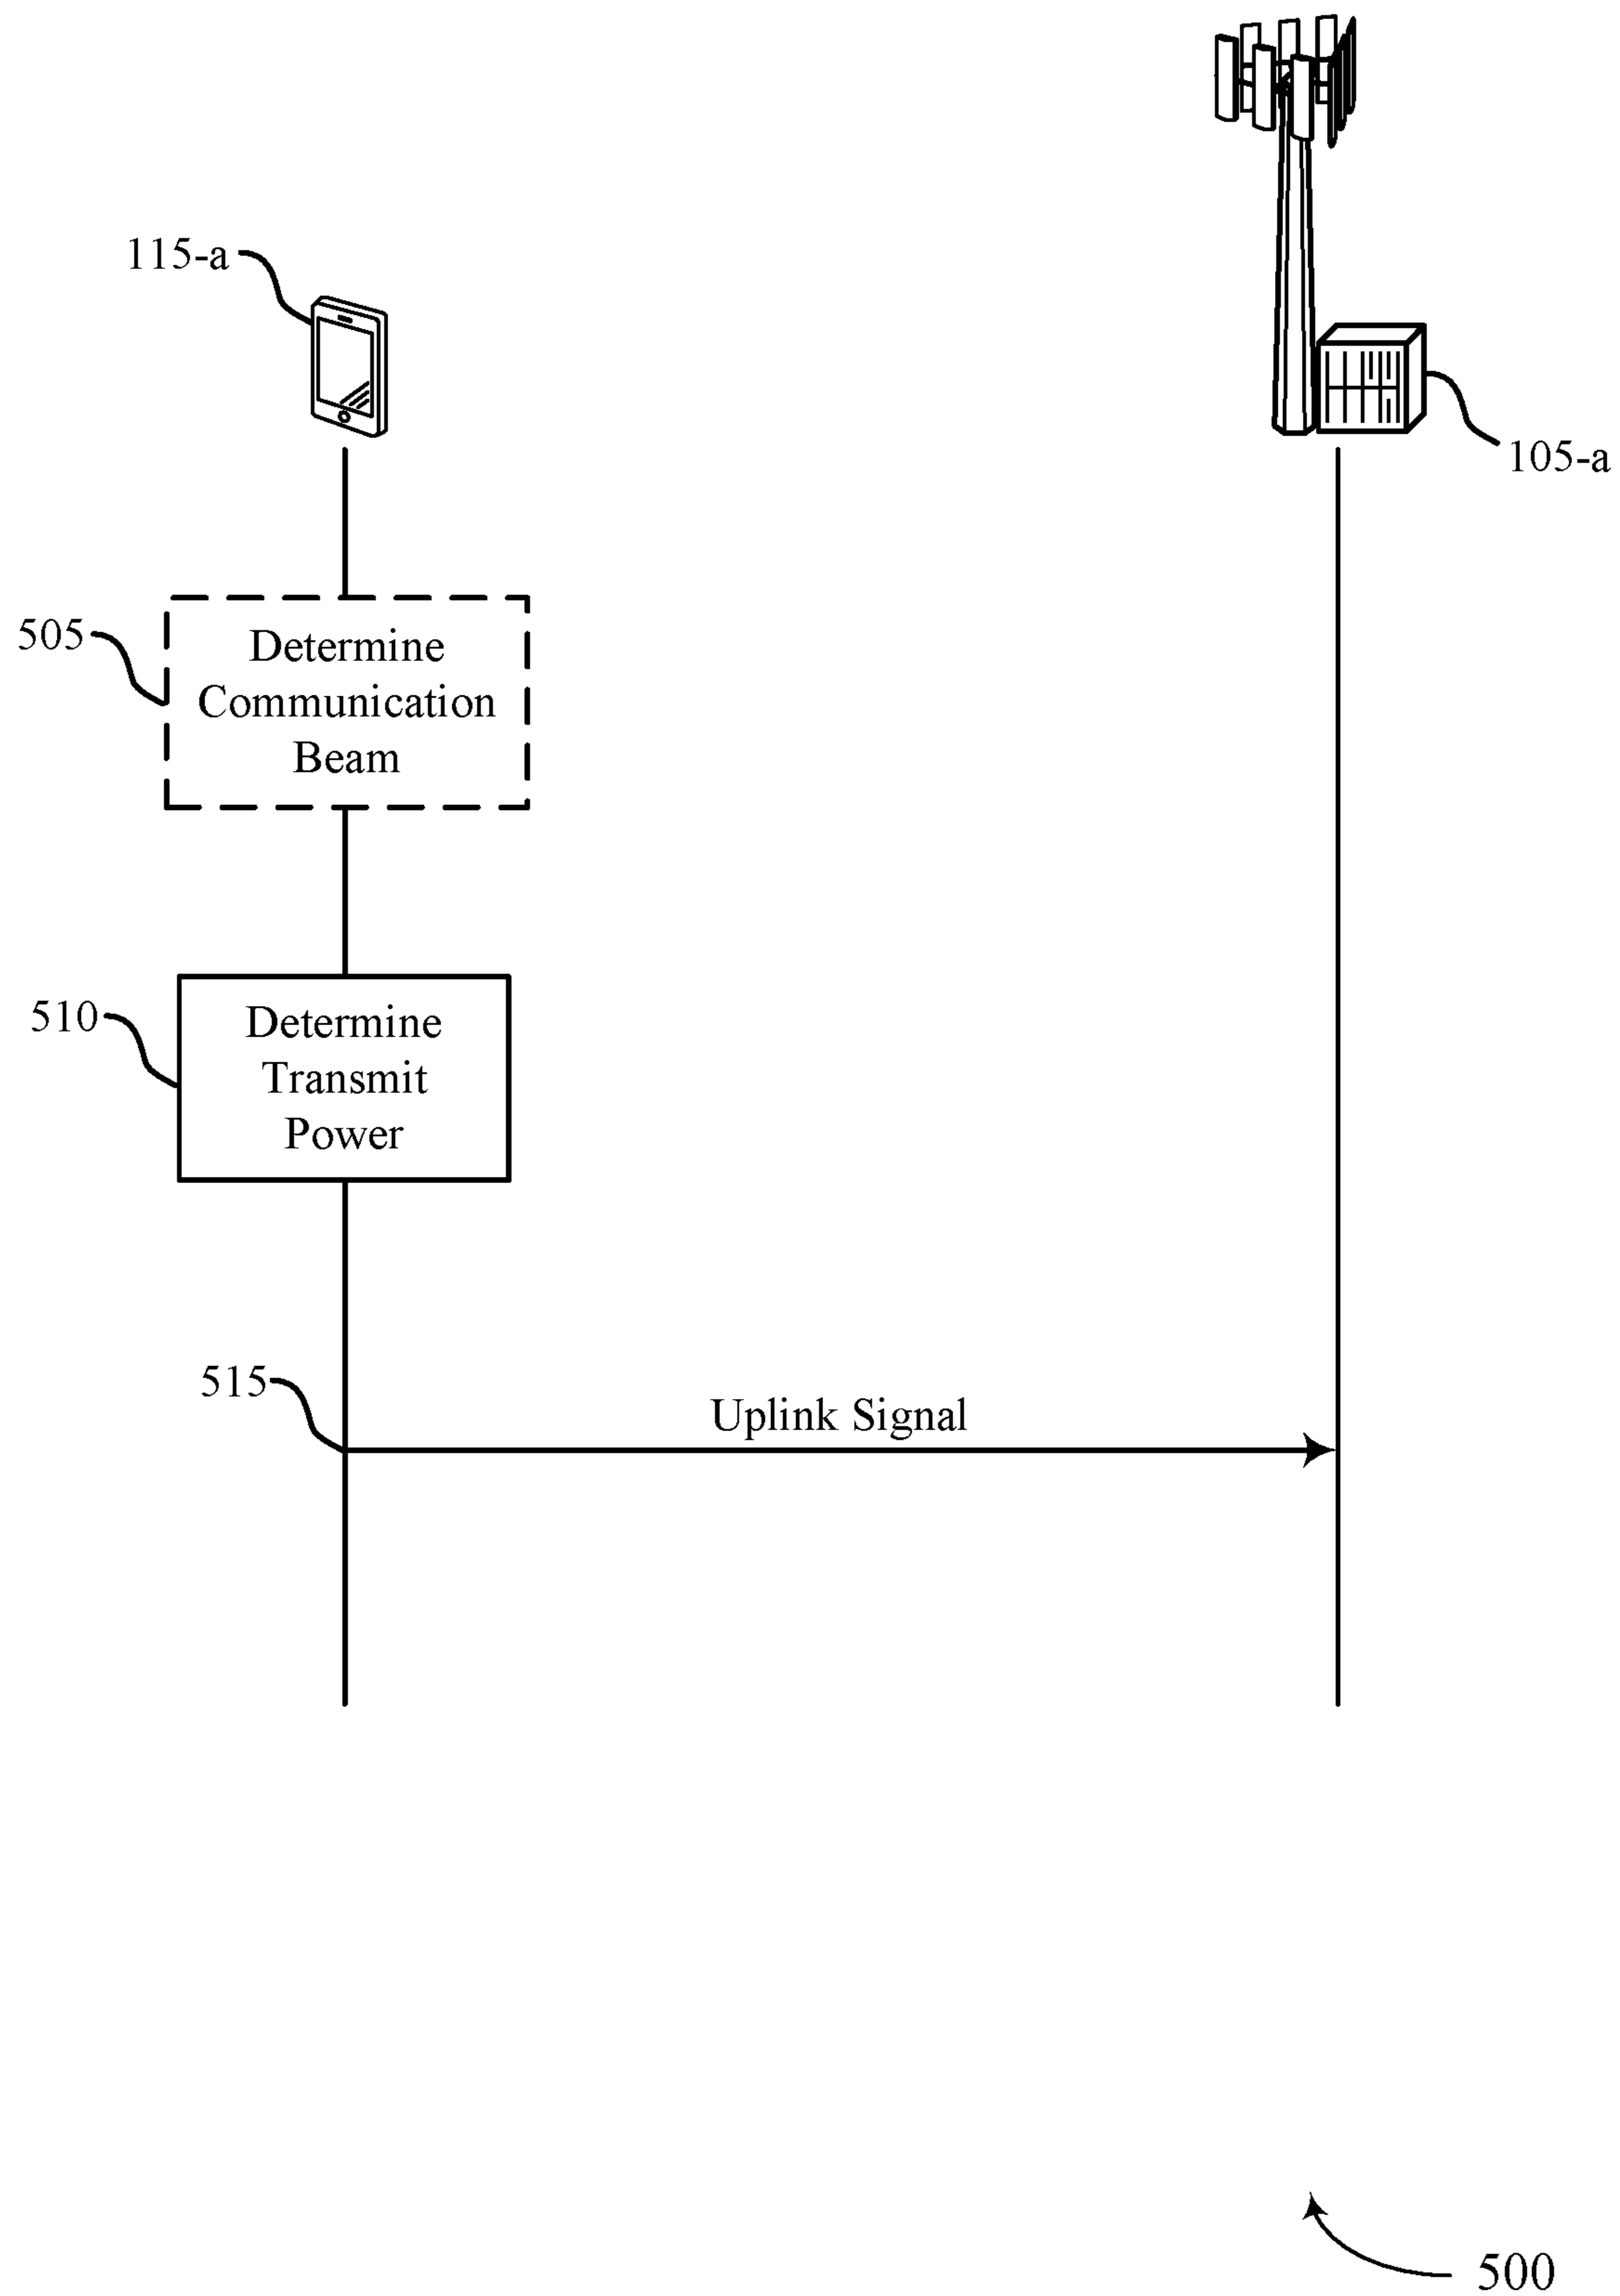 115-a
105-a
505
Determine
Communication
Beam
510
Determine
Transmit
Power
515
Uplink Signal
500